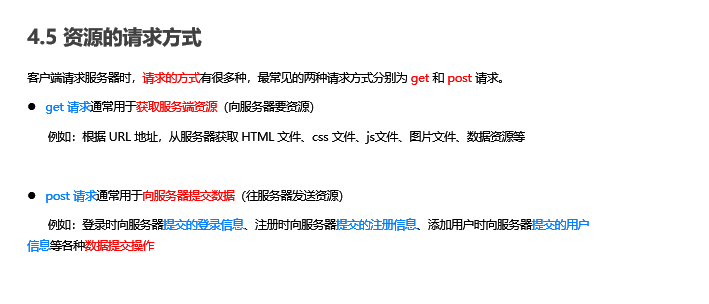 4.5 资源的请求方式
客户端请求服务器时，请求的方式有很多种，最常见的两种请求方式分别为 get 和 post 请求。
● get 请求通常用于获取服务端资源（向服务器要资源）
例如：根据 URL 地址，从服务器获取 HTML 文件、css 文件、js文件、图片文件、数据资源等
● post 请求通常用于向服务器提交数据（往服务器发送资源）
例如：登录时向服务器提交的登录信息、注册时向服务器提交的注册信息、添加用户时向服务器提交的用户
信息等各种数据提交操作